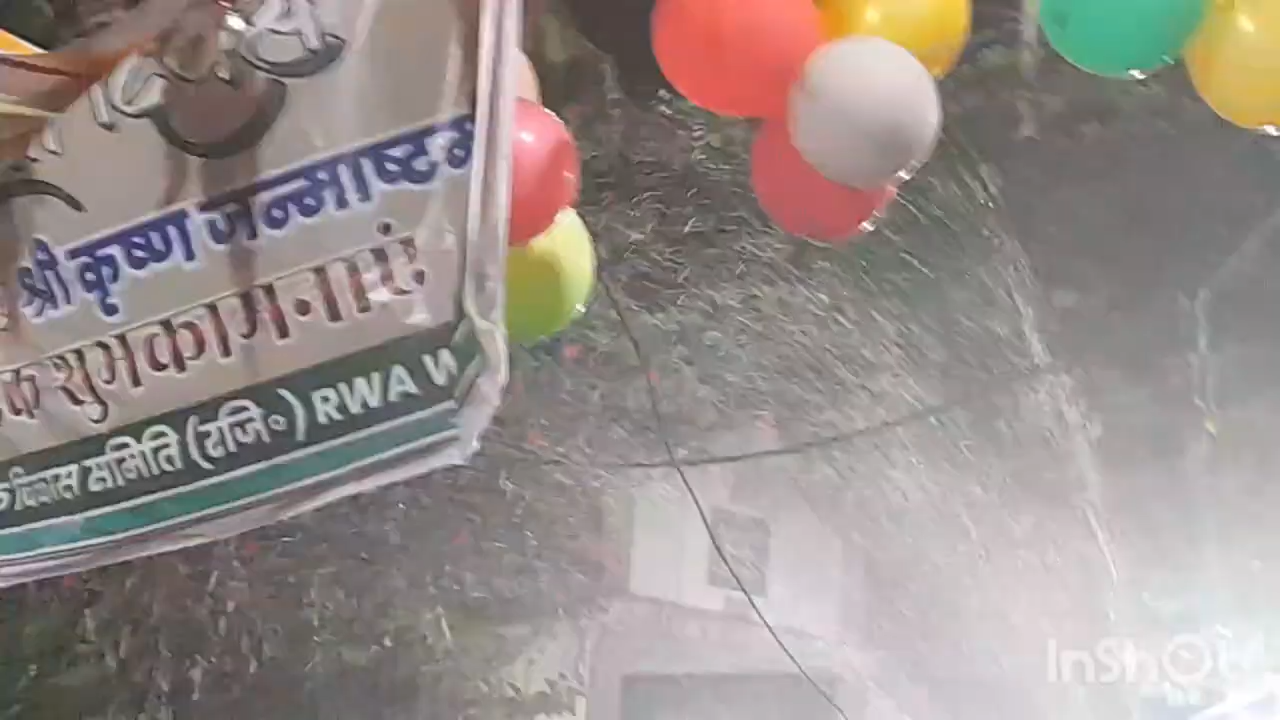 श्री कृष्ण जन्माष्टमी
शुभकामनाएं
विकास समिति (रजि०) RWA W
InShOt